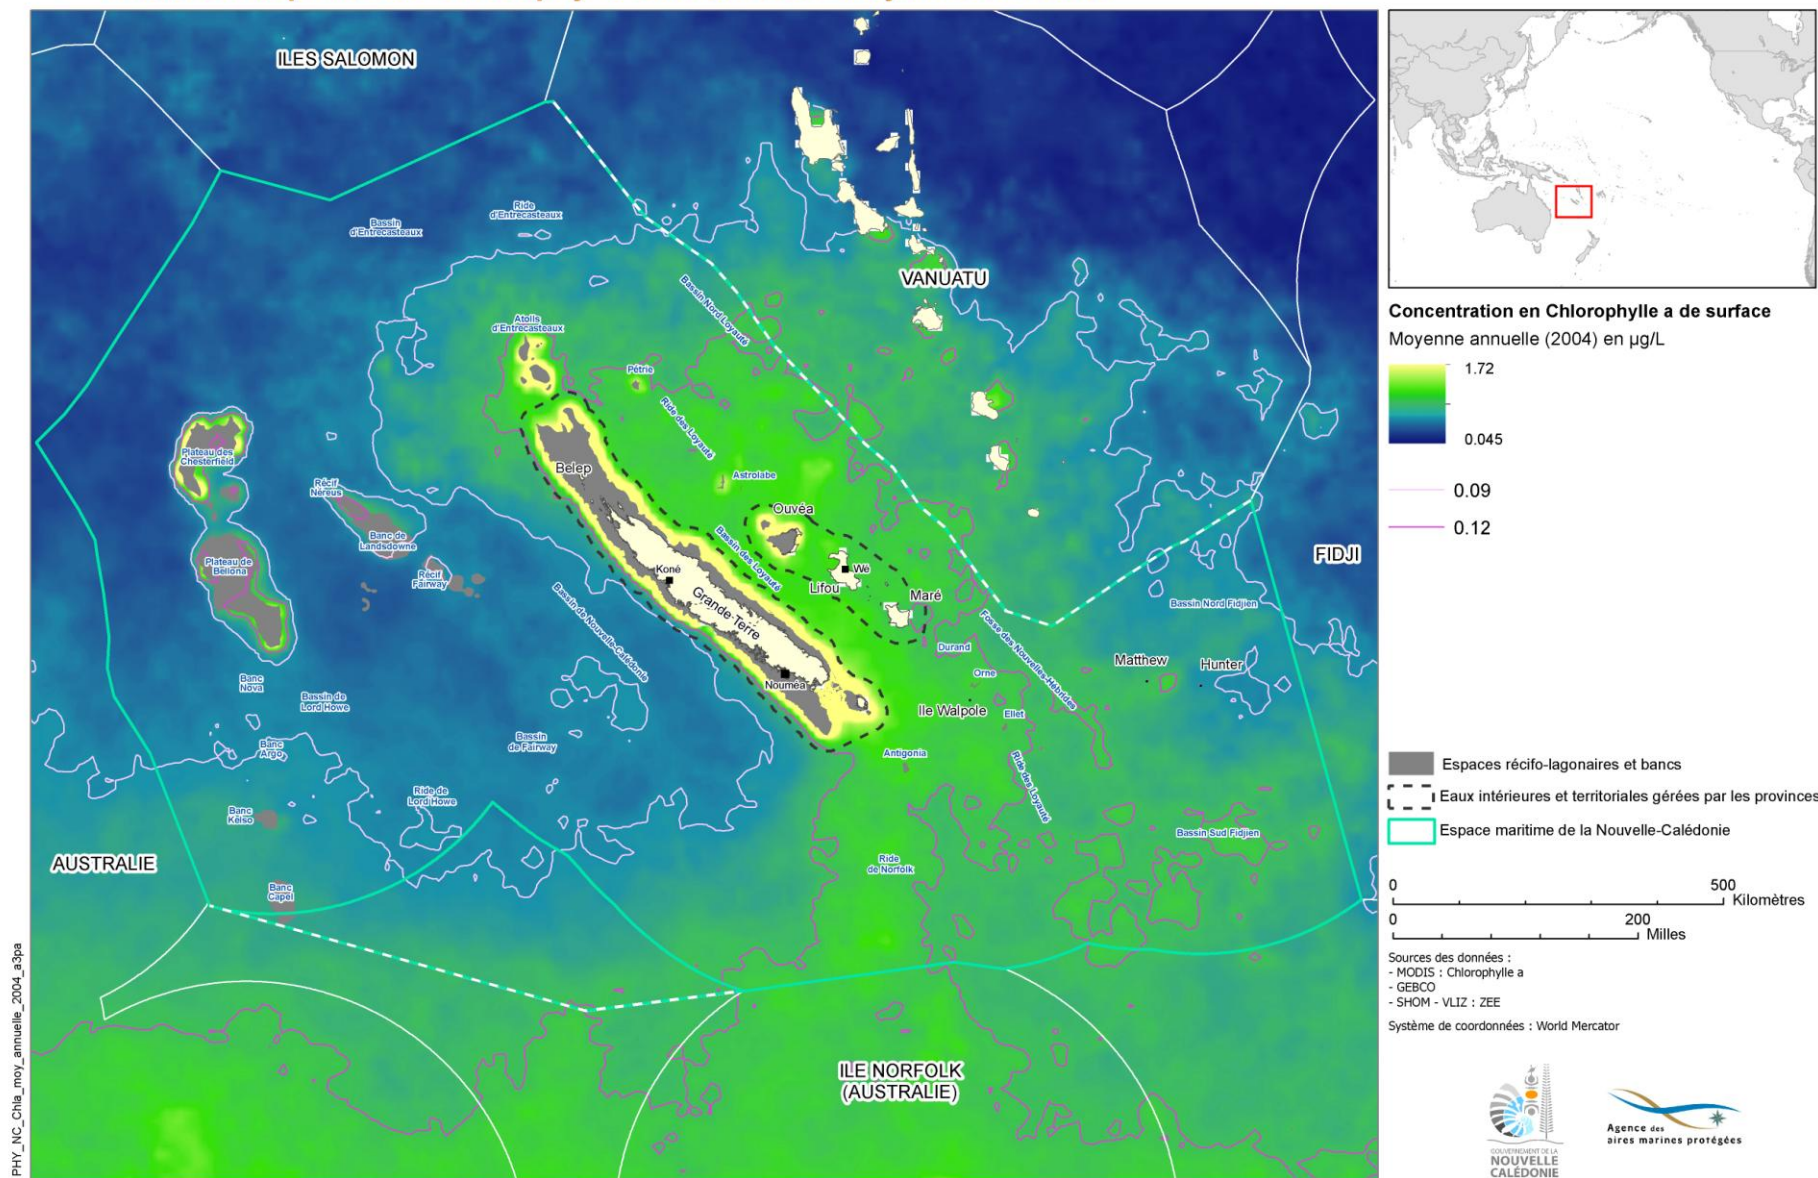 ILES SALOMON
Bassin
d'Entrecasteaux
Ride
d'Entrecasteaux
VANUATU
Bassin Nord Loyauté
Atolls
d'Entrecasteaux
Pétrie
Ride des Loyauté
Plateau des
Chesterfield
Belep
Astrolabe
Récif
Néréus
Ouvéa
Banc de
Landsdowne
Bassin des Loyauté
FIDJI
Plateau de
Bellona
Récif
Fairway
Koné
Wé
Lifou
Maré
Grande-Terre
Bassin de Nouvelle-Calédonie
Bassin Nord Fidjien
Fosse des Nouvelles-Hébrides
Durand
Matthew
Hunter
Orne
Banc
Nova
Nouméa
Bassin de
Lord Howe
Ile Walpole
Ellet
Banc
Argo
Bassin
de Fairway
Antigonia
Ride des Loyauté
Ride de
Lord Howe
Banc
Kelso
Bassin Sud Fidjien
AUSTRALIE
Ride
de Norfolk
Banc
Capel
ILE NORFOLK
(AUSTRALIE)
PHY_NC_Chla_moy_annuelle_2004_a3pa
Concentration en Chlorophylle a de surface
Moyenne annuelle (2004) en µg/L
1.72
0.045
0.09
0.12
Espaces récifo-lagonaires et bancs
Eaux intérieures et territoriales gérées par les provinces
Espace maritime de la Nouvelle-Calédonie
0 500
Kilomètres
0 200
Milles
Sources des données :
- MODIS : Chlorophylle a
- GEBCO
- SHOM - VLIZ : ZEE
Système de coordonnées : World Mercator
GOUVERNEMENT DE LA
NOUVELLE
CALÉDONIE
Agence des
aires marines protégées